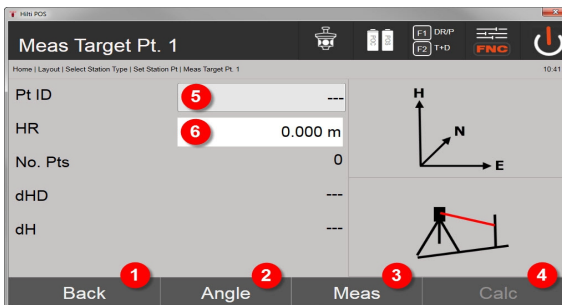 Hilti POS
Meas Target Pt. 1
POC
POS
F1 DR/P
F2 T+D
FNC
Home | Layout | Select Station Type | Set Station Pt | Meas Target Pt. 1
10:41
Pt ID 5 ---
HR 6 0.000 m
No. Pts 0
dHD ---
dH ---
H
N
E
1 2 3 4
Back Angle Meas Calc